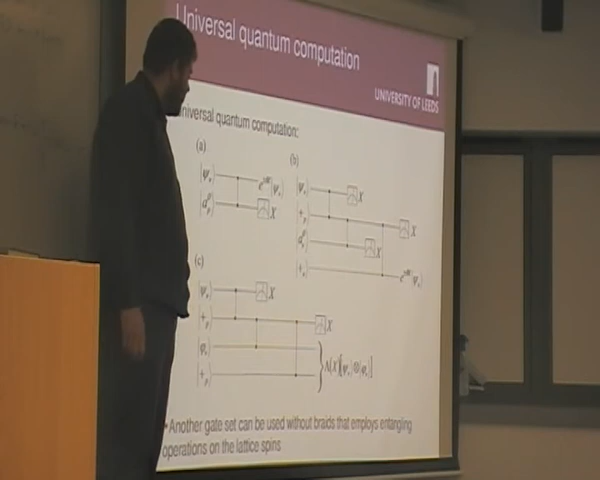 Universal quantum computation
UNIVERSITY OF LEEDS
niversal quantum computation:
(a)
(b)
X
X
X
X
(c)
X
X
•Another gate set can be used without braids that employs entangling
operations on the lattice spins